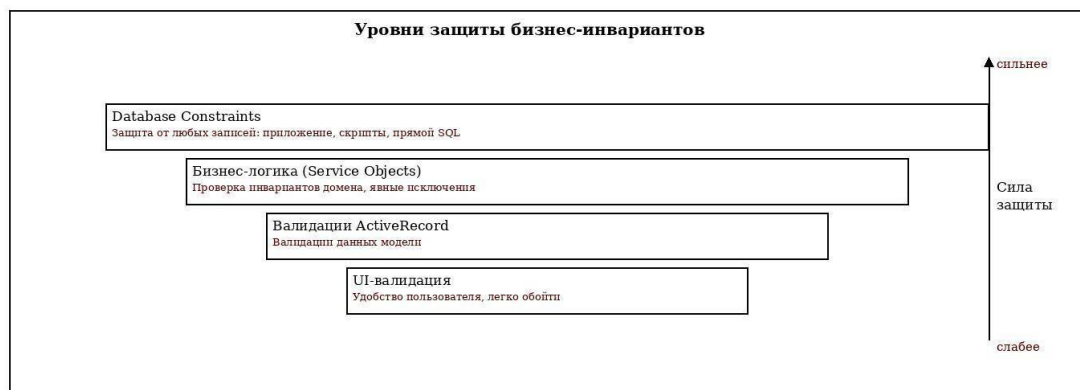 Уровни защиты бизнес-инвариантов
сильнее
Database Constraints
Защита от любых записей: приложение, скрипты, прямой SQL
Бизнес-логика (Service Objects)
Проверка инвариантов домена, явные исключения
Сила
защиты
Валидации ActiveRecord
Валидации данных модели
UI-валидация
Удобство пользователя, легко обойти
слабее